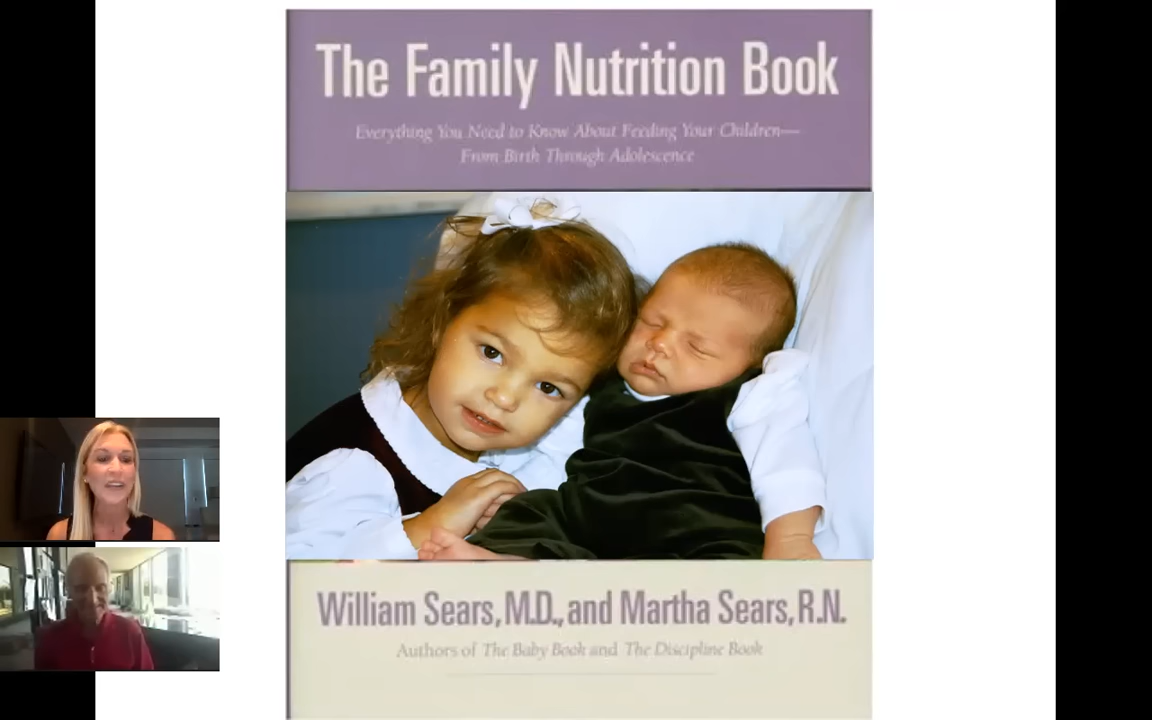 The Family Nutrition Book
Everything You Need to Know About Feeding Your Children—
From Birth Through Adolescence
William Sears, M.D., and Martha Sears, R.N.
Authors of The Baby Book and The Discipline Book